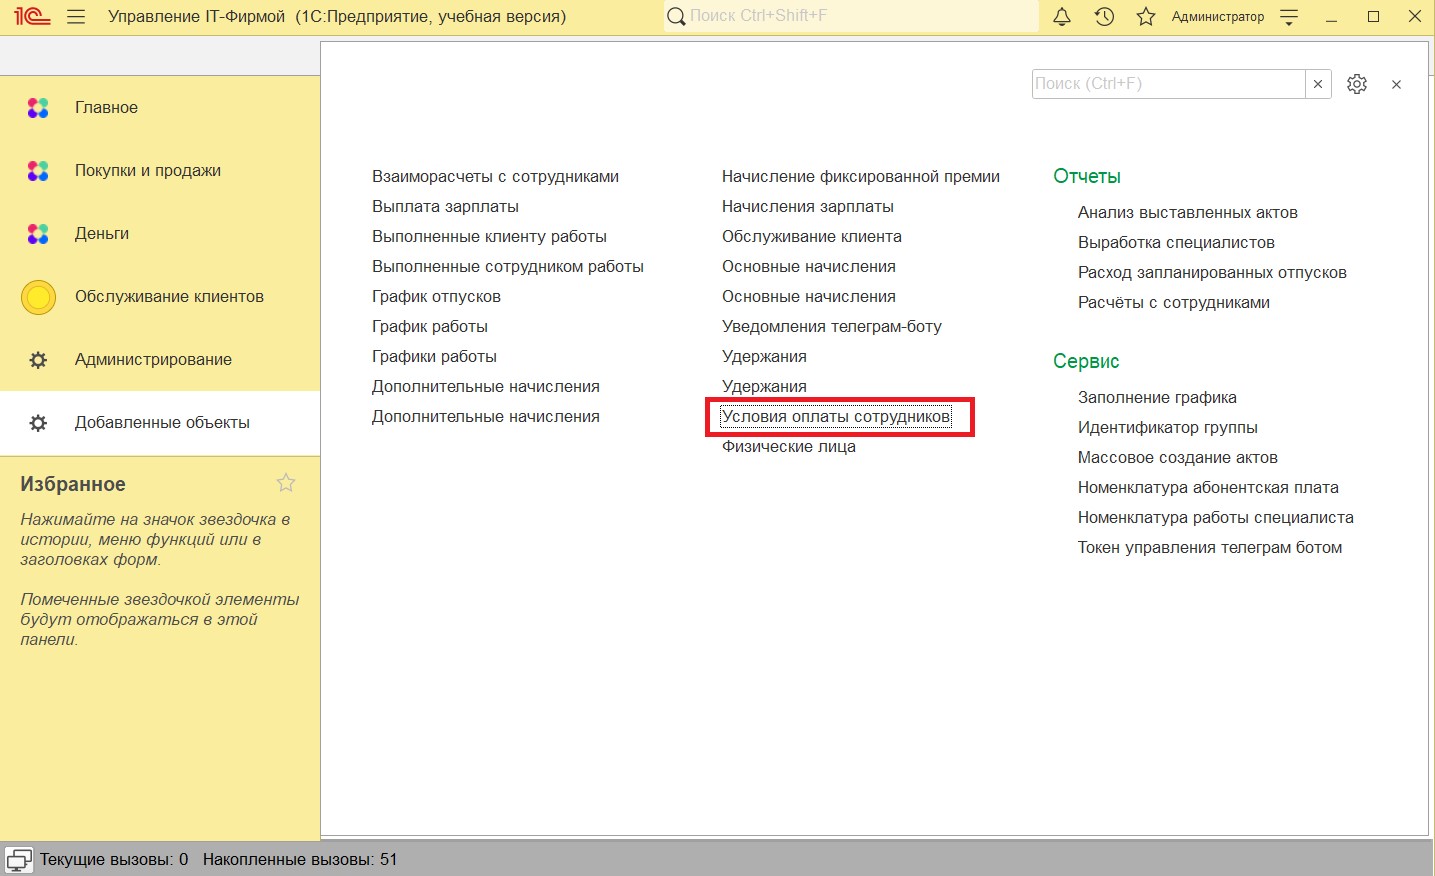 1С Управление IT-Фирмой (1С:Предприятие, учебная версия)
Поиск Ctrl+Shift+F
Администратор
Поиск (Ctrl+F)
Главное
Покупки и продажи
Деньги
Обслуживание клиентов
Администрирование
Добавленные объекты
Избранное
Нажимайте на значок звездочка в
истории, меню функций или в
заголовках форм.
Помеченные звездочкой элементы
будут отображаться в этой
панели.
Взаиморасчеты с сотрудниками
Выплата зарплаты
Выполненные клиенту работы
Выполненные сотрудником работы
График отпусков
График работы
Графики работы
Дополнительные начисления
Дополнительные начисления
Начисление фиксированной премии
Начисления зарплаты
Обслуживание клиента
Основные начисления
Основные начисления
Уведомления телеграм-боту
Удержания
Удержания
Условия оплаты сотрудников
Физические лица
Отчеты
Анализ выставленных актов
Выработка специалистов
Расход запланированных отпусков
Расчёты с сотрудниками
Сервис
Заполнение графика
Идентификатор группы
Массовое создание актов
Номенклатура абонентская плата
Номенклатура работы специалиста
Токен управления телеграм ботом
Текущие вызовы: 0 Накопленные вызовы: 51